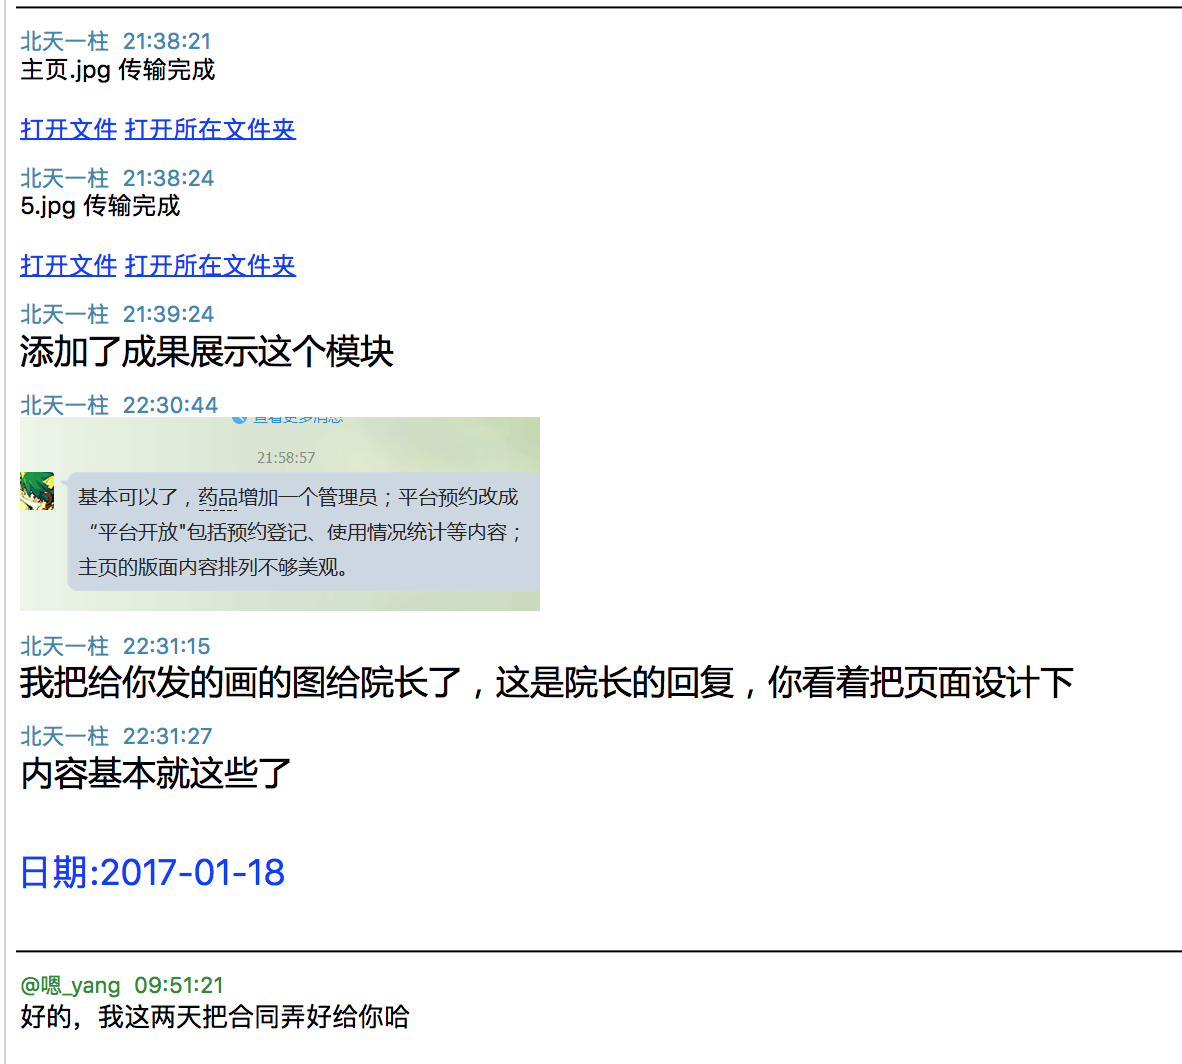 北天一柱 21:38:21
主页.jpg 传输完成
打开文件 打开所在文件夹
北天一柱 21:38:24
5.jpg 传输完成
打开文件 打开所在文件夹
北天一柱 21:39:24
添加了成果展示这个模块
北天一柱 22:30:44
查看更多消息
21:58:57
基本可以了，药品增加一个管理员；平台预约改成
“平台开放"包括预约登记、使用情况统计等内容；
主页的版面内容排列不够美观。
北天一柱 22:31:15
我把给你发的画的图给院长了，这是院长的回复，你看着把页面设计下
北天一柱 22:31:27
内容基本就这些了
日期:2017-01-18
@嗯_yang 09:51:21
好的，我这两天把合同弄好给你哈